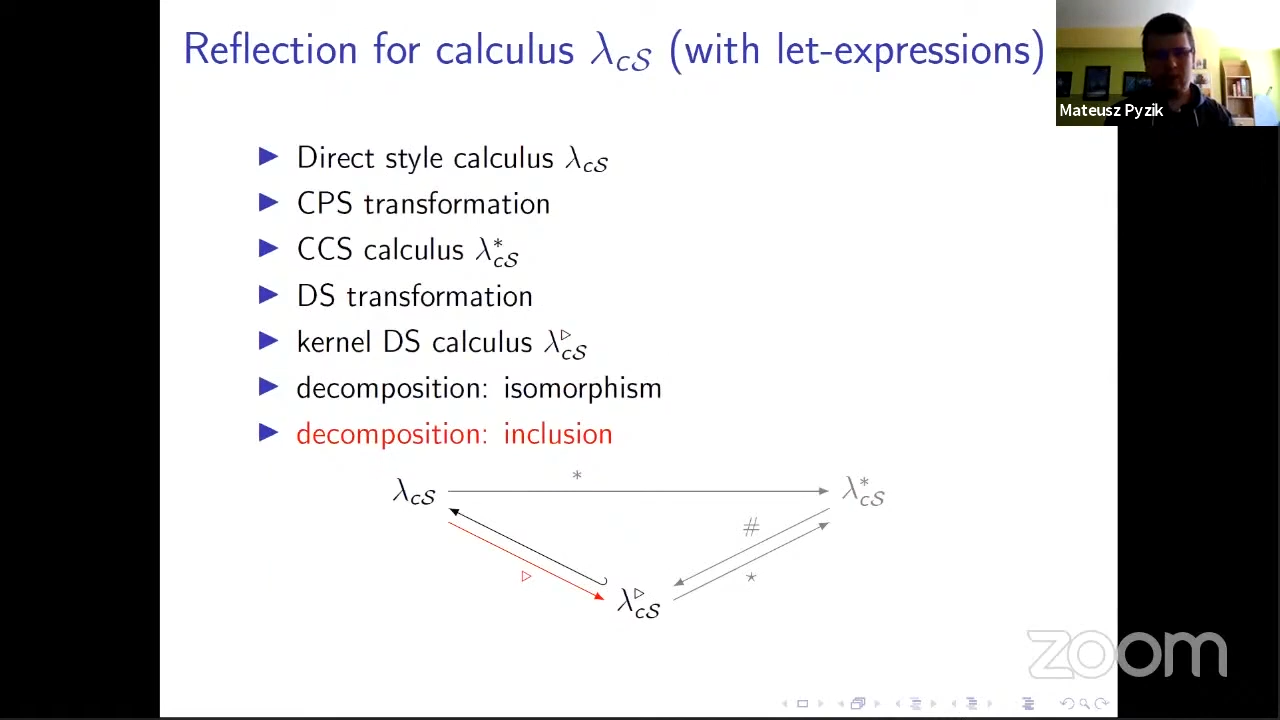 Reflection for calculus λcS (with let-expressions)
Mateusz Pyzik
▶ Direct style calculus λcS
▶ CPS transformation
▶ CCS calculus λ*cS
▶ DS transformation
▶ kernel DS calculus λ▷cS
▶ decomposition: isomorphism
▶ decomposition: inclusion
*
λcS λ*cS
#
▷ ⋆
λ▷cS
zoom